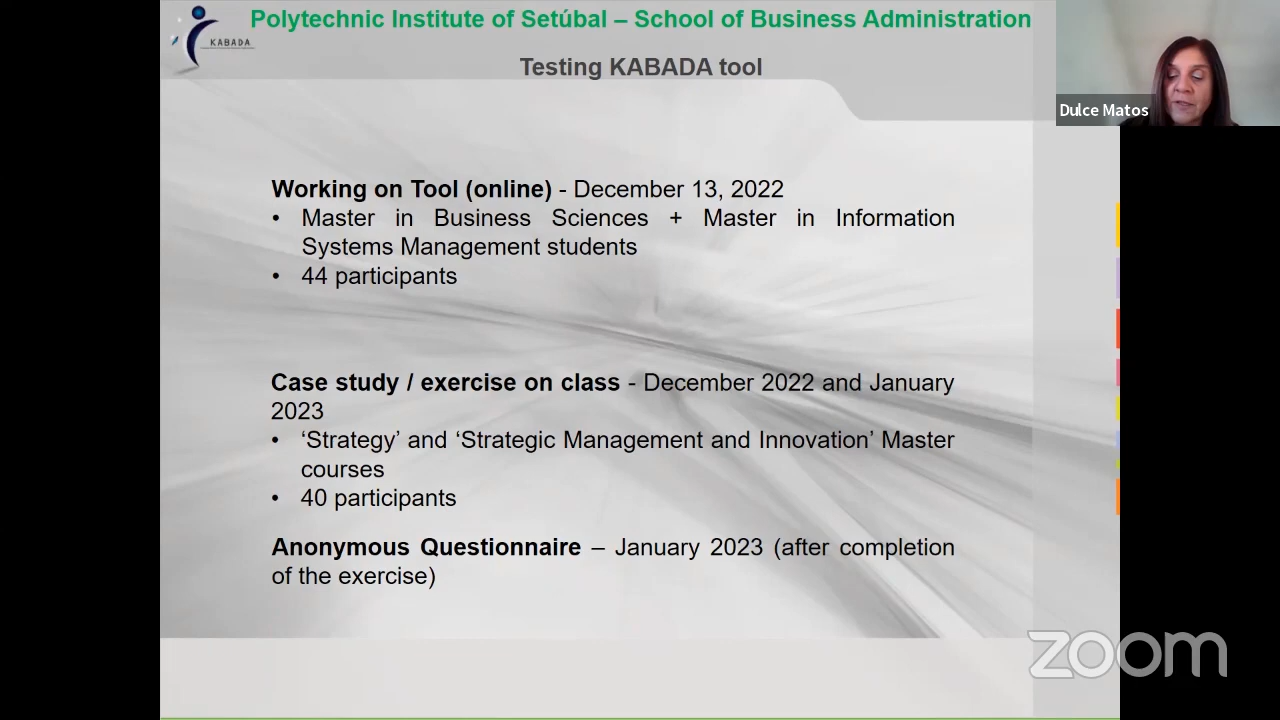 Polytechnic Institute of Setúbal – School of Business Administration
KABADA
Testing KABADA tool
Dulce Matos
Working on Tool (online) - December 13, 2022
• Master in Business Sciences + Master in Information
Systems Management students
• 44 participants
Case study / exercise on class - December 2022 and January
2023
• ‘Strategy’ and ‘Strategic Management and Innovation’ Master
courses
• 40 participants
Anonymous Questionnaire – January 2023 (after completion
of the exercise)
zoom